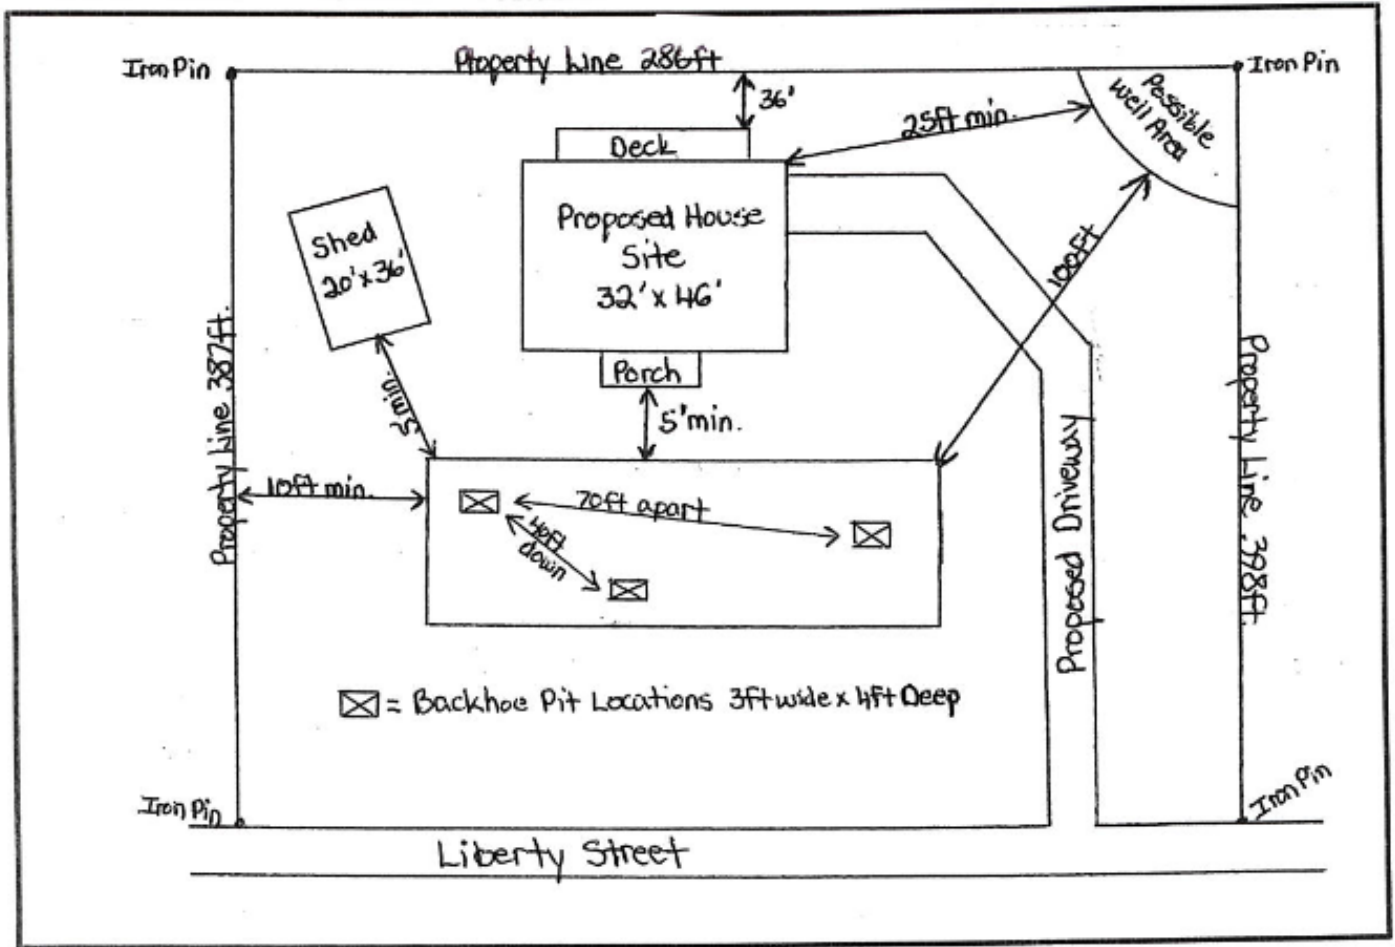 Property Line 286ft
Iron Pin
Iron Pin
36'
Possible
Well Area
25ft min.
Deck
Proposed House
Site
32' x 46'
Shed
20' x 36'
100ft
Porch
Property Line 387ft.
5'min.
5'min.
Property Line 398ft.
10ft min.
70ft apart
40ft
down
Proposed Driveway
= Backhoe Pit Locations 3ft wide x 4ft Deep
Iron Pin
Iron Pin
Liberty Street